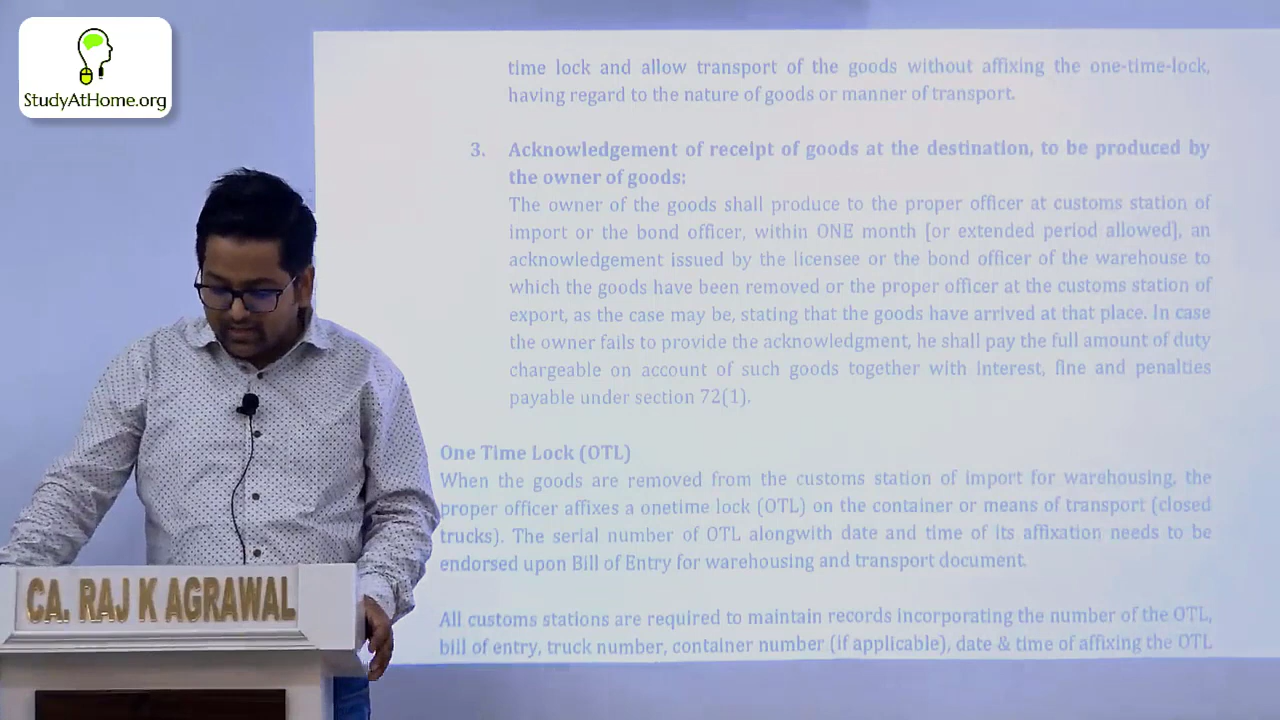 StudyAtHome.org
time lock and allow transport of the goods without affixing the one-time-lock,
having regard to the nature of goods or manner of transport.
3. Acknowledgement of receipt of goods at the destination, to be produced by
the owner of goods:
The owner of the goods shall produce to the proper officer at customs station of
import or the bond officer, within ONE month [or extended period allowed], an
acknowledgement issued by the licensee or the bond officer of the warehouse to
which the goods have been removed or the proper officer at the customs station of
export, as the case may be, stating that the goods have arrived at that place. In case
the owner fails to provide the acknowledgment, he shall pay the full amount of duty
chargeable on account of such goods together with interest, fine and penalties
payable under section 72(1).
One Time Lock (OTL)
When the goods are removed from the customs station of import for warehousing, the
proper officer affixes a onetime lock (OTL) on the container or means of transport (closed
trucks). The serial number of OTL alongwith date and time of its affixation needs to be
endorsed upon Bill of Entry for warehousing and transport document.
All customs stations are required to maintain records incorporating the number of the OTL,
bill of entry, truck number, container number (if applicable), date & time of affixing the OTL
CA. RAJ K AGRAWAL